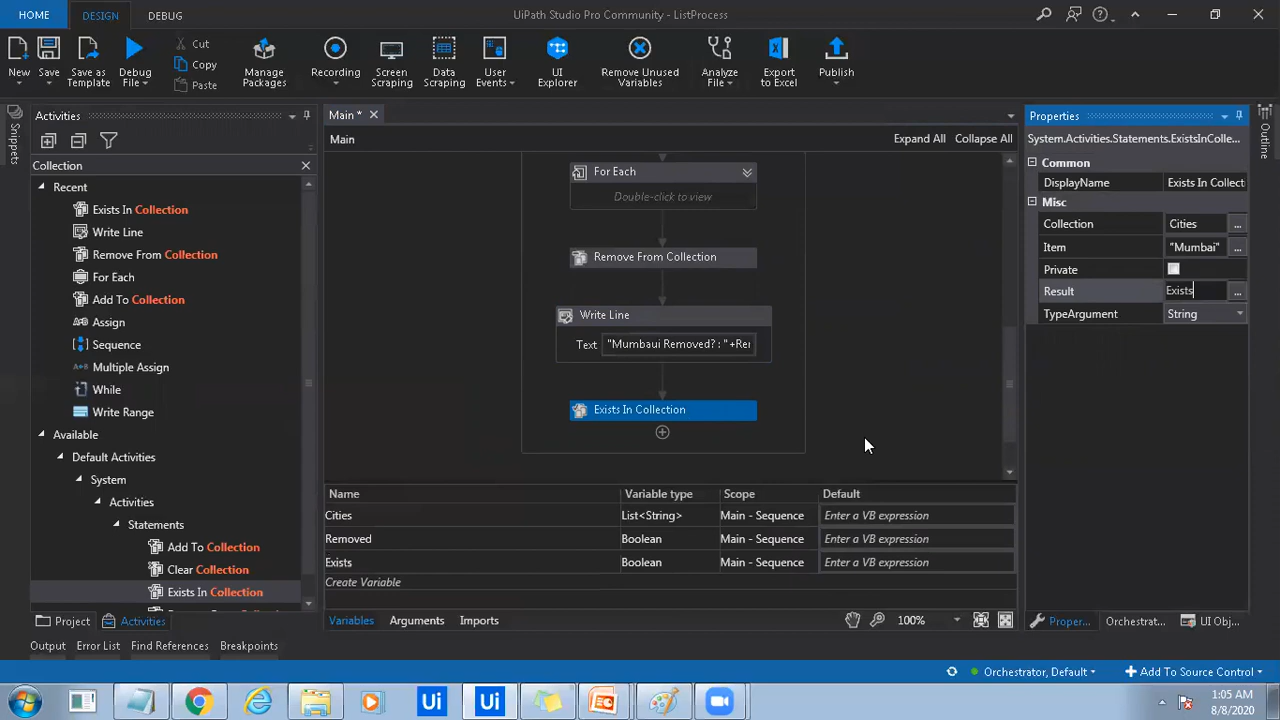 HOME
DESIGN
DEBUG
UiPath Studio Pro Community - ListProcess
New
Save
Save as Template
Debug File
Cut
Copy
Paste
Manage Packages
Recording
Screen Scraping
Data Scraping
User Events
UI Explorer
Remove Unused Variables
Analyze File
Export to Excel
Publish
Snippets
Activities
Collection
Recent
Exists In Collection
Write Line
Remove From Collection
For Each
Add To Collection
Assign
Sequence
Multiple Assign
While
Write Range
Available
Default Activities
System
Activities
Statements
Add To Collection
Clear Collection
Exists In Collection
Project
Activities
Main *
Main
Expand All
Collapse All
For Each
Double-click to view
Remove From Collection
Write Line
Text "Mumbaui Removed? : "+Rer
Exists In Collection
Name Variable type Scope Default
Cities List<String> Main - Sequence Enter a VB expression
Removed Boolean Main - Sequence Enter a VB expression
Exists Boolean Main - Sequence Enter a VB expression
Create Variable
Variables Arguments Imports
100%
Properties
System.Activities.Statements.ExistsInColle...
Common
DisplayName Exists In Collect
Misc
Collection Cities ...
Item "Mumbai" ...
Private
Result Exists ...
TypeArgument String
Proper...
Orchestrat...
UI Obj...
Outline
Output Error List Find References Breakpoints
Orchestrator, Default
Add To Source Control
Ui
Ui
1:05 AM
8/8/2020